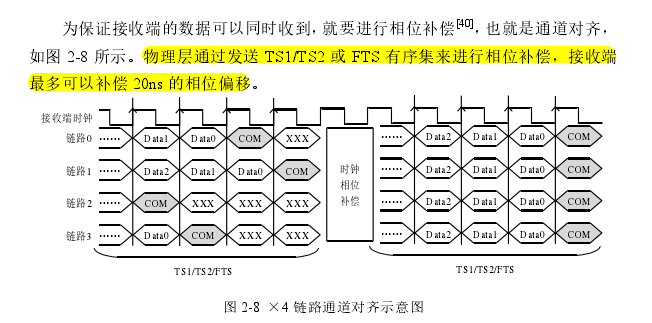 为保证接收端的数据可以同时收到，就要进行相位补偿[40]，也就是通道对齐，
如图 2-8 所示。物理层通过发送 TS1/TS2 或 FTS 有序集来进行相位补偿，接收端
最多可以补偿 20ns 的相位偏移。
接收端时钟
链路0 ...... Data1 Data0 COM XXX ...... Data2 Data1 Data0 COM
链路1 ...... Data2 Data1 Data0 COM ...... Data2 Data1 Data0 COM
链路2 ...... COM XXX XXX XXX ...... Data2 Data1 Data0 COM
链路3 ...... Data0 COM XXX XXX ...... Data2 Data1 Data0 COM
时钟
相位
补偿
TS1/TS2/FTS TS1/TS2/FTS
图 2-8 ×4 链路通道对齐示意图